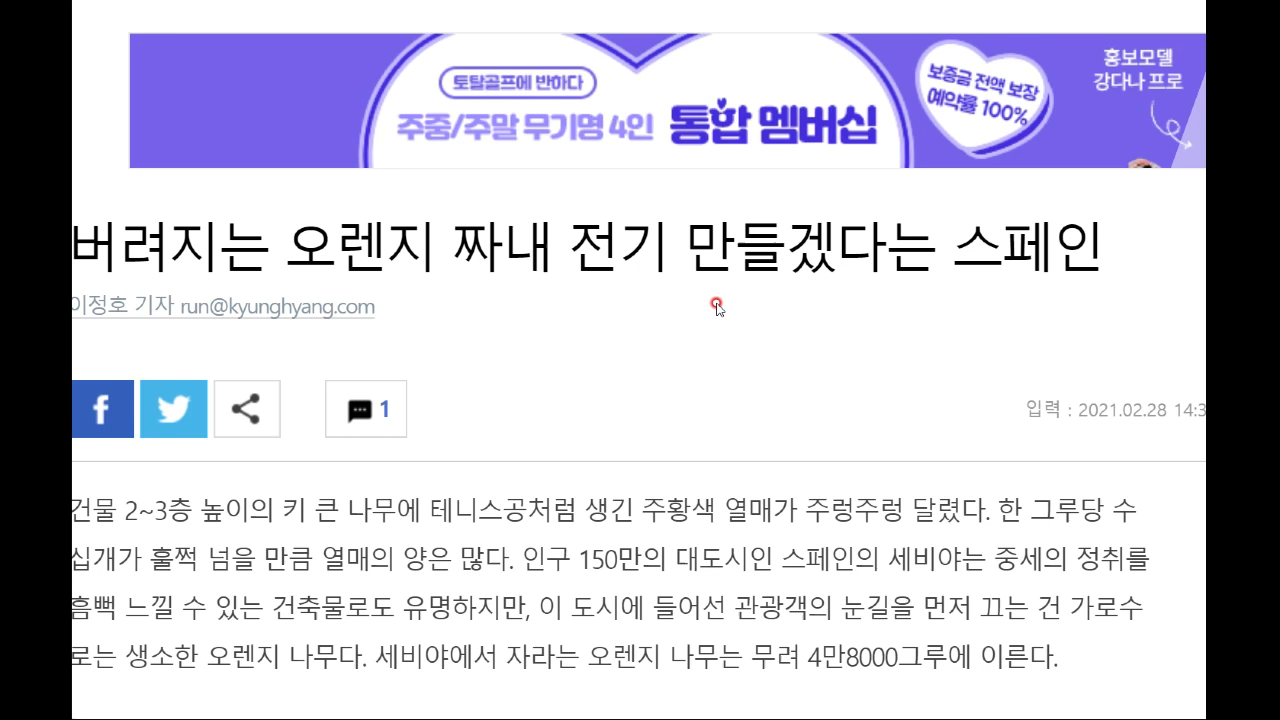 토탈골프에 반하다
주중/주말 무기명 4인 통합 멤버십
보증금 전액 보장
예약률 100%
홍보모델
강다나 프로
버려지는 오렌지 짜내 전기 만들겠다는 스페인
이정호 기자 run@kyunghyang.com
1
입력 : 2021.02.28 14:3
건물 2~3층 높이의 키 큰 나무에 테니스공처럼 생긴 주황색 열매가 주렁주렁 달렸다. 한 그루당 수
십개가 훌쩍 넘을 만큼 열매의 양은 많다. 인구 150만의 대도시인 스페인의 세비야는 중세의 정취를
흠뻑 느낄 수 있는 건축물로도 유명하지만, 이 도시에 들어선 관광객의 눈길을 먼저 끄는 건 가로수
로는 생소한 오렌지 나무다. 세비야에서 자라는 오렌지 나무는 무려 4만8000그루에 이른다.